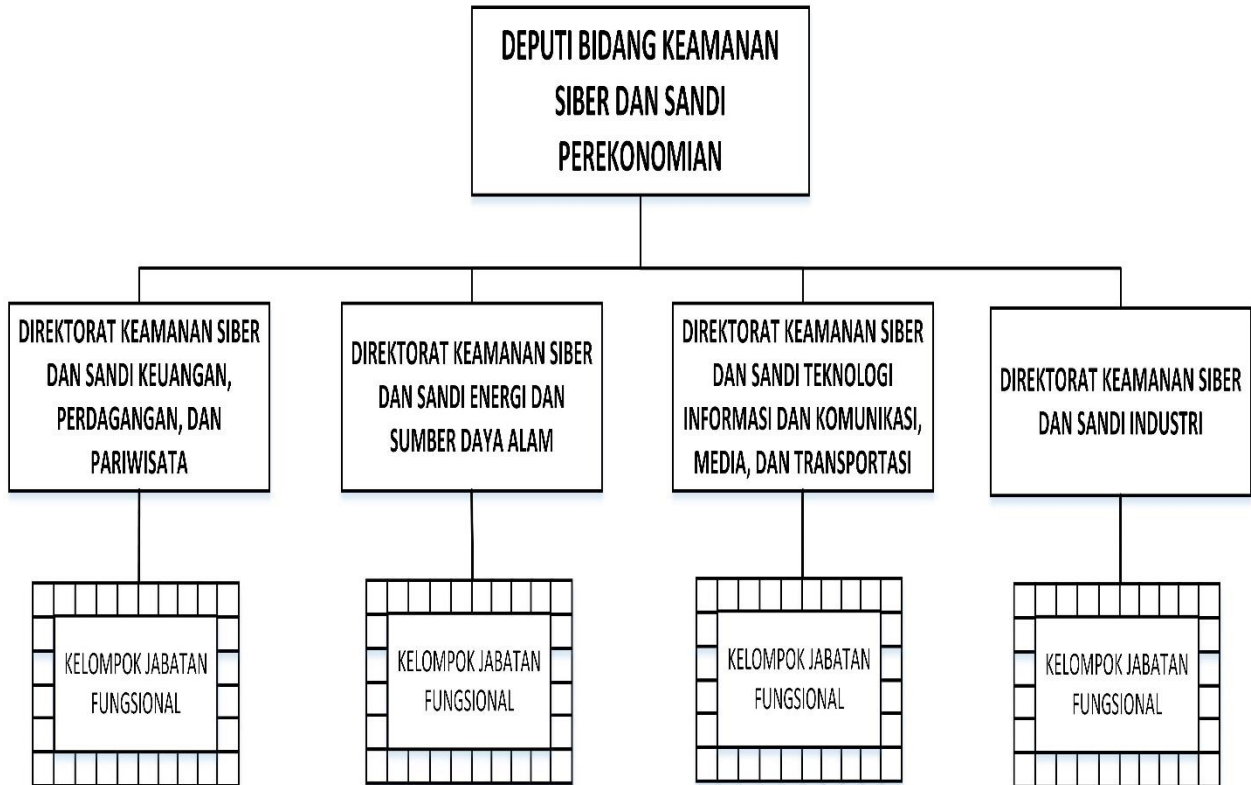 DEPUTI BIDANG KEAMANAN
SIBER DAN SANDI
PEREKONOMIAN
DIREKTORAT KEAMANAN SIBER
DAN SANDI KEUANGAN,
PERDAGANGAN, DAN
PARIWISATA
DIREKTORAT KEAMANAN SIBER
DAN SANDI ENERGI DAN
SUMBER DAYA ALAM
DIREKTORAT KEAMANAN SIBER
DAN SANDI TEKNOLOGI
INFORMASI DAN KOMUNIKASI,
MEDIA, DAN TRANSPORTASI
DIREKTORAT KEAMANAN SIBER
DAN SANDI INDUSTRI
KELOMPOK JABATAN
FUNGSIONAL
KELOMPOK JABATAN
FUNGSIONAL
KELOMPOK JABATAN
FUNGSIONAL
KELOMPOK JABATAN
FUNGSIONAL